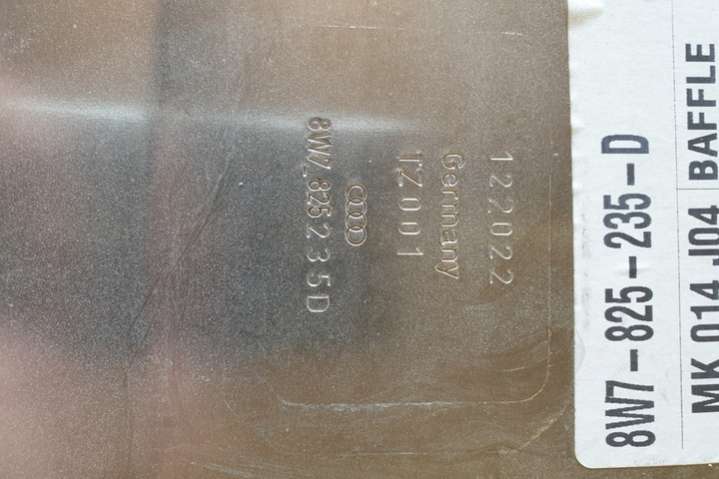 8W7 825 235 D
TZ001
Germany
122022
8W7-825-235-D
MK 014 J04
BAFFLE